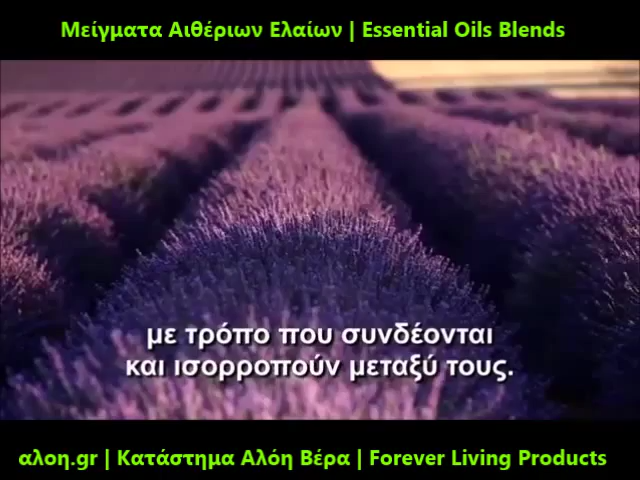 Μείγματα Αιθέριων Ελαίων | Essential Oils Blends
με τρόπο που συνδέονται
και ισορροπούν μεταξύ τους.
αλοη.gr | Κατάστημα Αλόη Βέρα | Forever Living Products